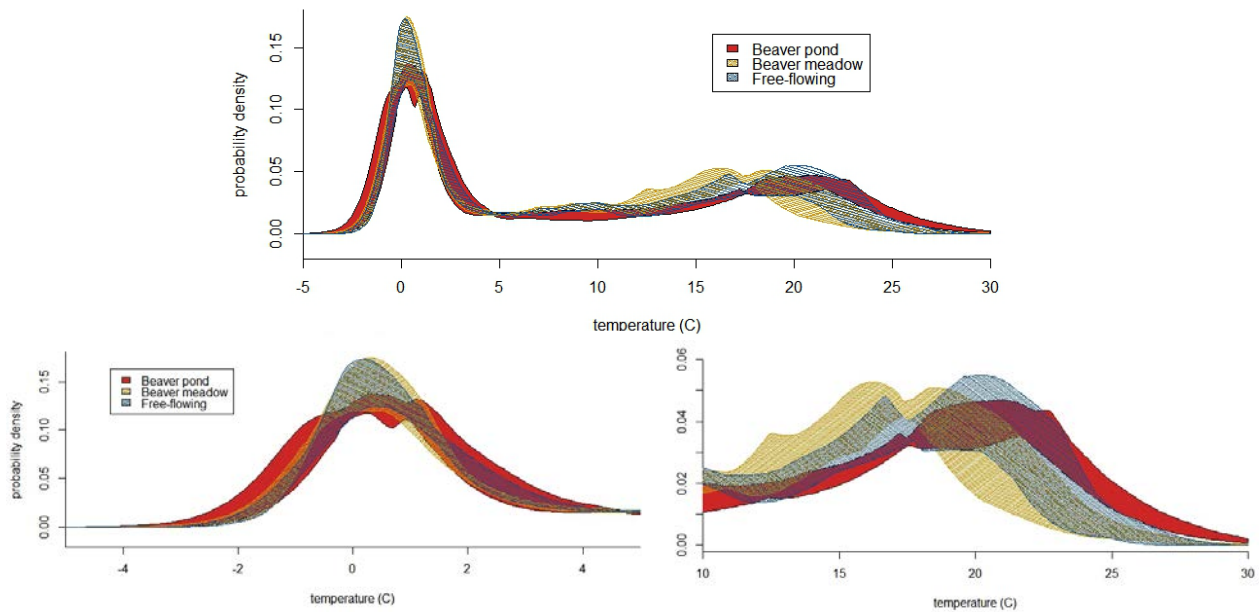 probability density
0.15
0.10
0.05
0.00
Beaver pond
Beaver meadow
Free-flowing
-5 0 5 10 15 20 25 30
temperature (C)
probability density
0.15
0.10
0.05
0.00
Beaver pond
Beaver meadow
Free-flowing
-4 -2 0 2 4
temperature (C)
0.06
0.04
0.02
0.00
10 15 20 25 30
temperature (C)